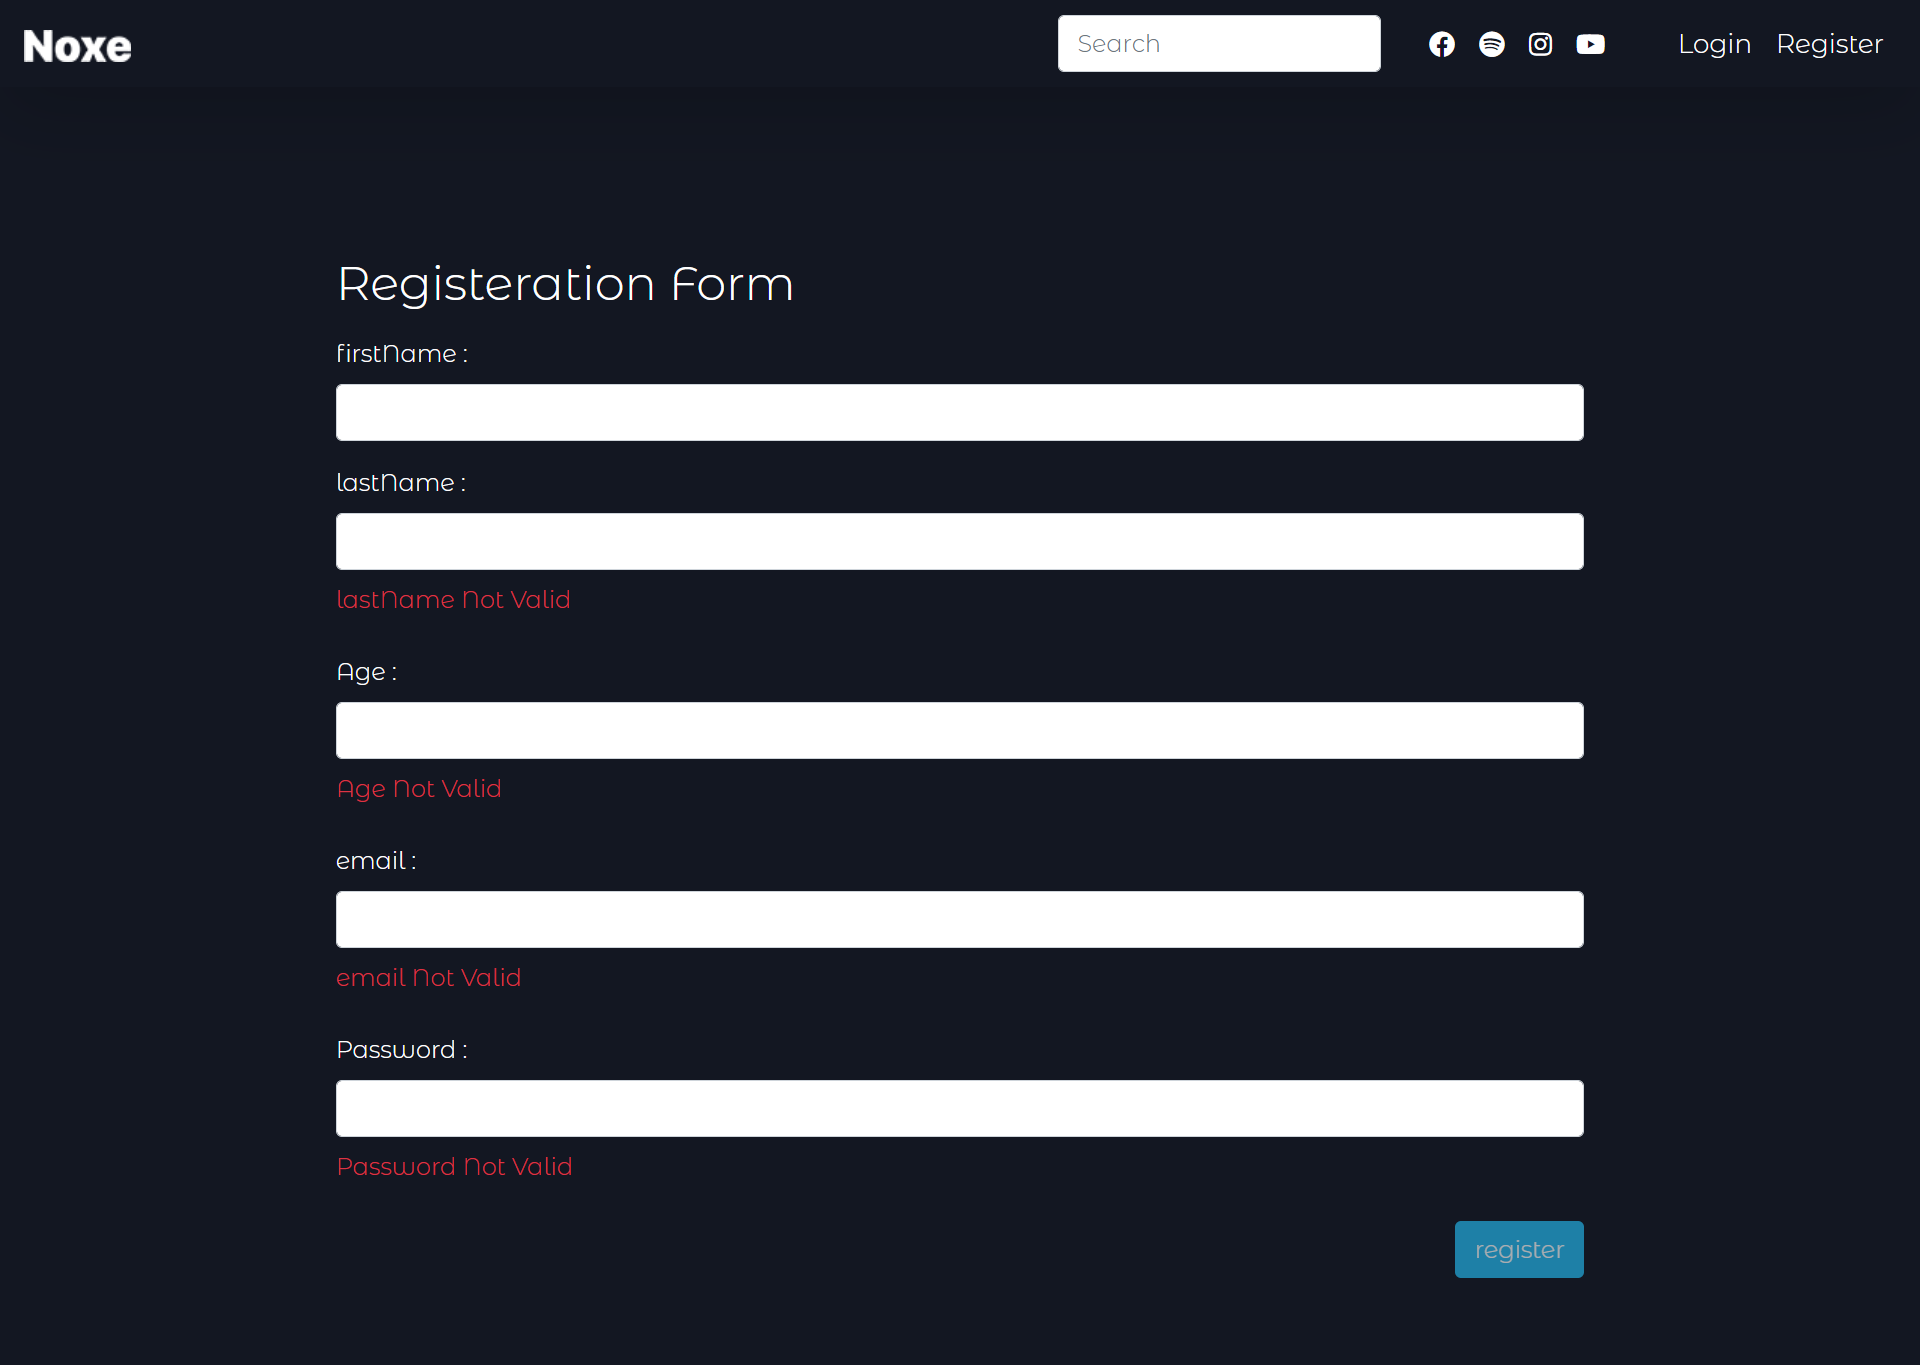 Noxe
Search
Login
Register
Registeration Form
firstName :
lastName :
lastName Not Valid
Age :
Age Not Valid
email :
email Not Valid
Password :
Password Not Valid
register